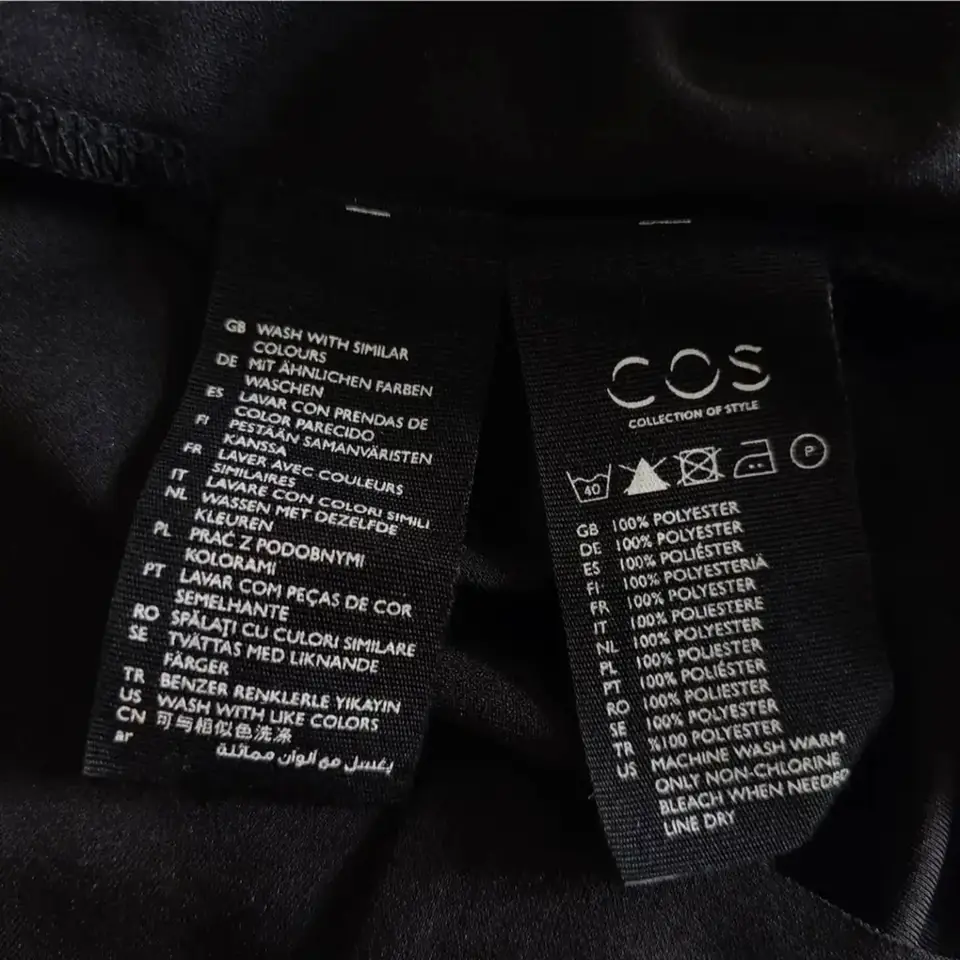 GB WASH WITH SIMILAR
COLOURS
DE MIT ÄHNLICHEN FARBEN
WASCHEN
ES LAVAR CON PRENDAS DE
COLOR PARECIDO
FI PESTÄÄN SAMANVÄRISTEN
KANSSA
FR LAVER AVEC COULEURS
SIMILAIRES
IT LAVARE CON COLORI SIMILI
NL WASSEN MET DEZELFDE
KLEUREN
PL PRAĆ Z PODOBNYMI
KOLORAMI
PT LAVAR COM PEÇAS DE COR
SEMELHANTE
RO SPĂLAȚI CU CULORI SIMILARE
SE TVÄTTAS MED LIKNANDE
FÄRGER
TR BENZER RENKLERLE YIKAYIN
US WASH WITH LIKE COLORS
CN 可与相似色洗涤
ar يغسل مع ألوان مماثلة
COS
COLLECTION OF STYLE
40 P
GB 100% POLYESTER
DE 100% POLYESTER
ES 100% POLIÉSTER
FI 100% POLYESTERIÄ
FR 100% POLYESTER
IT 100% POLIESTERE
NL 100% POLYESTER
PL 100% POLIESTER
PT 100% POLIÉSTER
RO 100% POLIESTER
SE 100% POLYESTER
TR %100 POLYESTER
US MACHINE WASH WARM
ONLY NON-CHLORINE
BLEACH WHEN NEEDED
LINE DRY